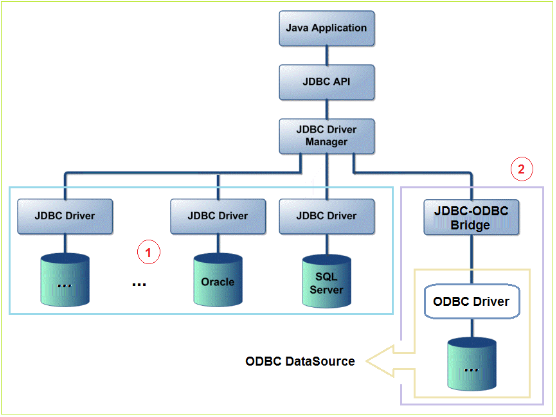 Java Application
JDBC API
JDBC Driver
Manager
2
JDBC Driver
JDBC Driver
JDBC Driver
JDBC-ODBC
Bridge
1
...
...
Oracle
SQL
Server
ODBC Driver
ODBC DataSource
...